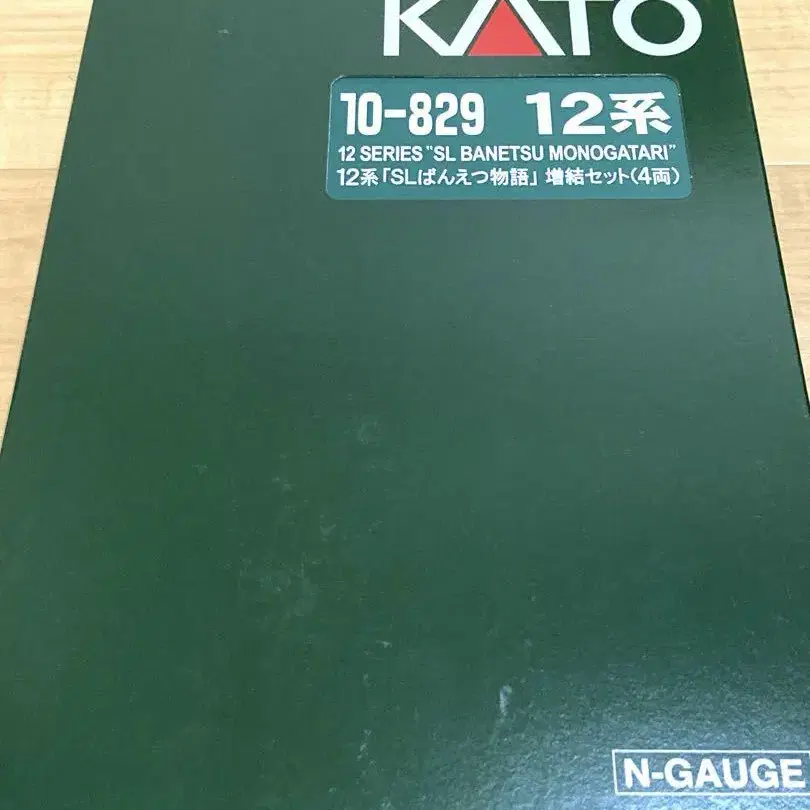 KATO
10-829 12系
12 SERIES "SL BANETSU MONOGATARI"
12系「SLばんえつ物語」 増結セット(4両)
N-GAUGE